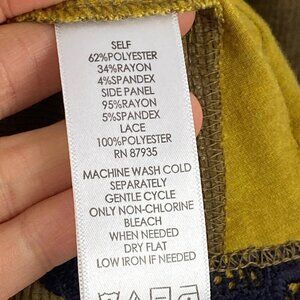 SELF
62%POLYESTER
34%RAYON
4%SPANDEX
SIDE PANEL
95%RAYON
5%SPANDEX
LACE
100%POLYESTER
RN 87935
MACHINE WASH COLD
SEPARATELY
GENTLE CYCLE
ONLY NON-CHLORINE
BLEACH
WHEN NEEDED
DRY FLAT
LOW IRON IF NEEDED